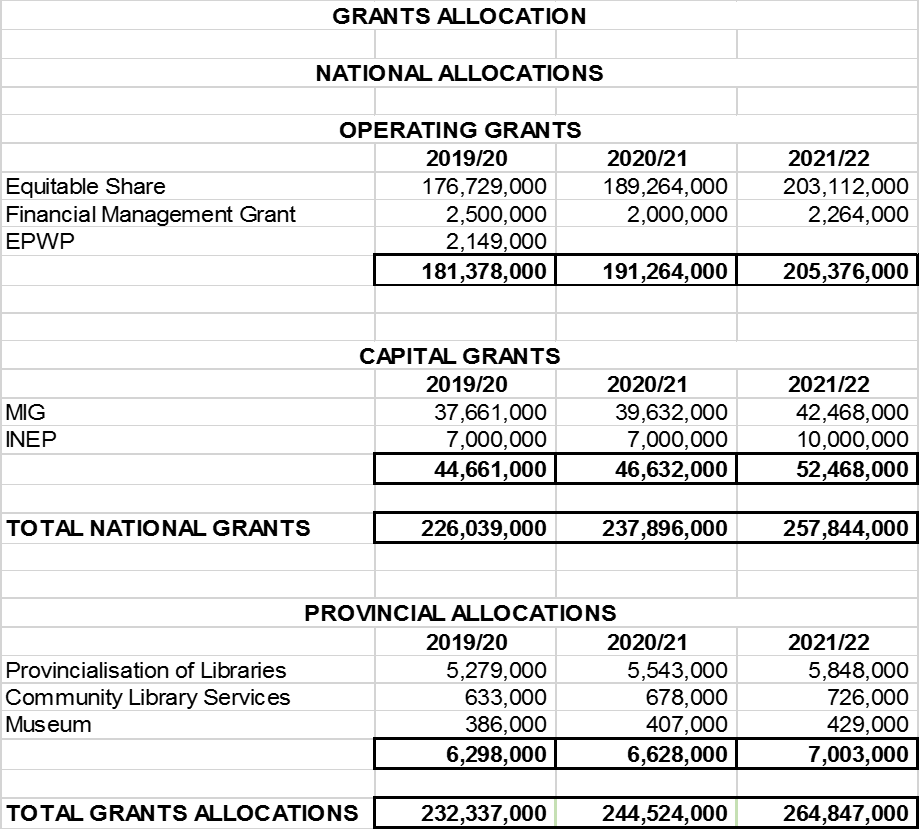 GRANTS ALLOCATION
NATIONAL ALLOCATIONS
OPERATING GRANTS
2019/20 2020/21 2021/22
Equitable Share 176,729,000 189,264,000 203,112,000
Financial Management Grant 2,500,000 2,000,000 2,264,000
EPWP 2,149,000
181,378,000 191,264,000 205,376,000
CAPITAL GRANTS
2019/20 2020/21 2021/22
MIG 37,661,000 39,632,000 42,468,000
INEP 7,000,000 7,000,000 10,000,000
44,661,000 46,632,000 52,468,000
TOTAL NATIONAL GRANTS 226,039,000 237,896,000 257,844,000
PROVINCIAL ALLOCATIONS
2019/20 2020/21 2021/22
Provincialisation of Libraries 5,279,000 5,543,000 5,848,000
Community Library Services 633,000 678,000 726,000
Museum 386,000 407,000 429,000
6,298,000 6,628,000 7,003,000
TOTAL GRANTS ALLOCATIONS 232,337,000 244,524,000 264,847,000